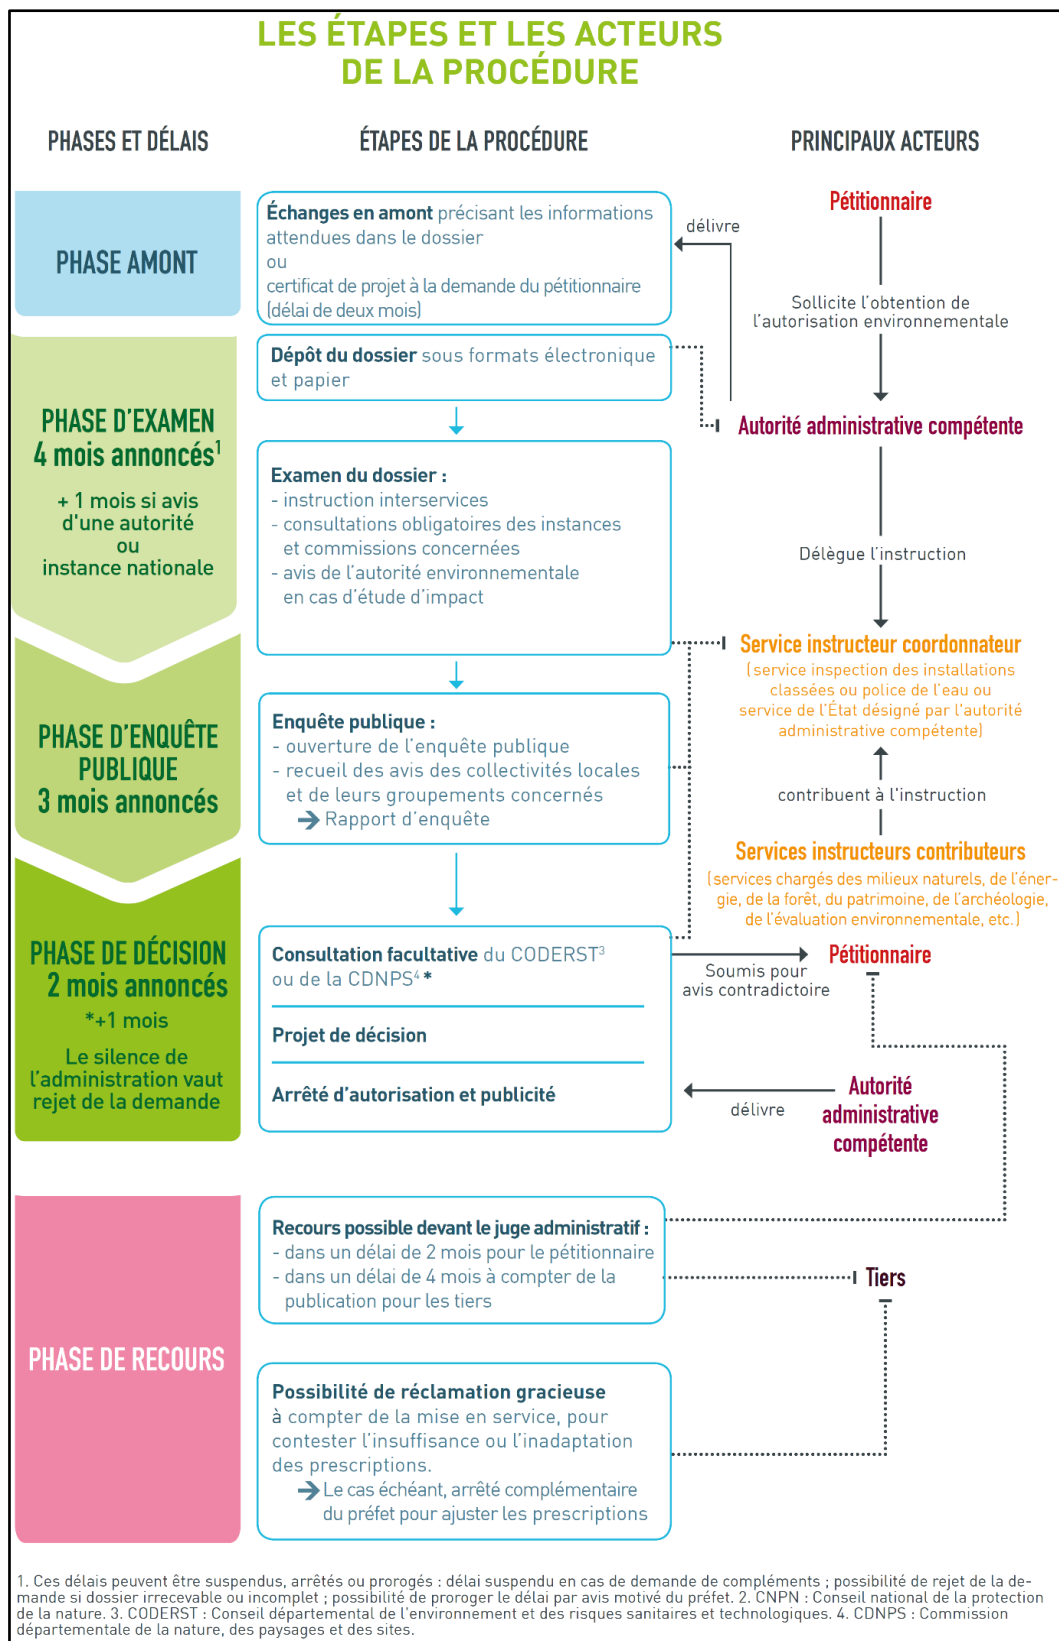 LES ÉTAPES ET LES ACTEURS
DE LA PROCÉDURE
PHASES ET DÉLAIS
ÉTAPES DE LA PROCÉDURE
PRINCIPAUX ACTEURS
PHASE AMONT
Échanges en amont précisant les informations
attendues dans le dossier
ou
certificat de projet à la demande du pétitionnaire
(délai de deux mois)
délivre
Pétitionnaire
Sollicite l'obtention de
l'autorisation environnementale
PHASE D'EXAMEN
4 mois annoncés¹
+ 1 mois si avis
d'une autorité
ou
instance nationale
Dépôt du dossier sous formats électronique
et papier
Autorité administrative compétente
Examen du dossier :
- instruction interservices
- consultations obligatoires des instances
et commissions concernées
- avis de l'autorité environnementale
en cas d'étude d'impact
Délègue l'instruction
Service instructeur coordonnateur
(service inspection des installations
classées ou police de l'eau ou
service de l'État désigné par l'autorité
administrative compétente)
PHASE D'ENQUÊTE
PUBLIQUE
3 mois annoncés
Enquête publique :
- ouverture de l'enquête publique
- recueil des avis des collectivités locales
et de leurs groupements concernés
→ Rapport d'enquête
contribuent à l'instruction
Services instructeurs contributeurs
(services chargés des milieux naturels, de l'éner-
gie, de la forêt, du patrimoine, de l'archéologie,
de l'évaluation environnementale, etc.)
PHASE DE DÉCISION
2 mois annoncés
*+1 mois
Le silence de
l'administration vaut
rejet de la demande
Consultation facultative du CODERST³
ou de la CDNPS⁴ *
Projet de décision
Arrêté d'autorisation et publicité
Soumis pour
avis contradictoire
Pétitionnaire
délivre
Autorité
administrative
compétente
PHASE DE RECOURS
Recours possible devant le juge administratif :
- dans un délai de 2 mois pour le pétitionnaire
- dans un délai de 4 mois à compter de la
publication pour les tiers
Tiers
Possibilité de réclamation gracieuse
à compter de la mise en service, pour
contester l'insuffisance ou l'inadaptation
des prescriptions.
→ Le cas échéant, arrêté complémentaire
du préfet pour ajuster les prescriptions
1. Ces délais peuvent être suspendus, arrêtés ou prorogés : délai suspendu en cas de demande de compléments ; possibilité de rejet de la de-
mande si dossier irrecevable ou incomplet ; possibilité de proroger le délai par avis motivé du préfet. 2. CNPN : Conseil national de la protection
de la nature. 3. CODERST : Conseil départemental de l'environnement et des risques sanitaires et technologiques. 4. CDNPS : Commission
départementale de la nature, des paysages et des sites.